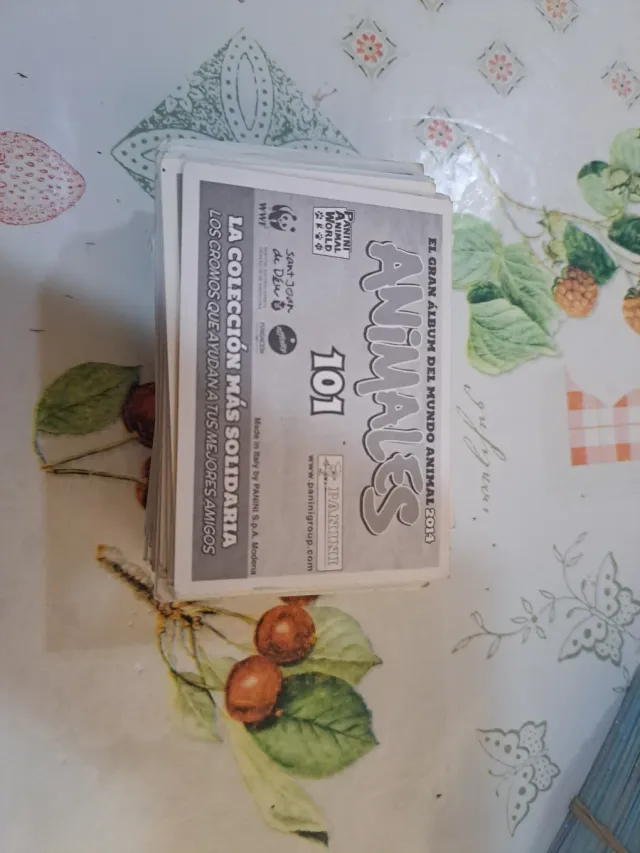 EL GRAN ÁLBUM DEL MUNDO ANIMAL 2014
ANiMALES
PANINI
ANIMAL
WORLD
101
PANINI
www.paninigroup.com
WWF
Sant Joan
de Déu
Made in Italy by PANINI S.p.A. Modena
LA COLECCIÓN MÁS SOLIDARIA
LOS CROMOS QUE AYUDAN A TUS MEJORES AMIGOS